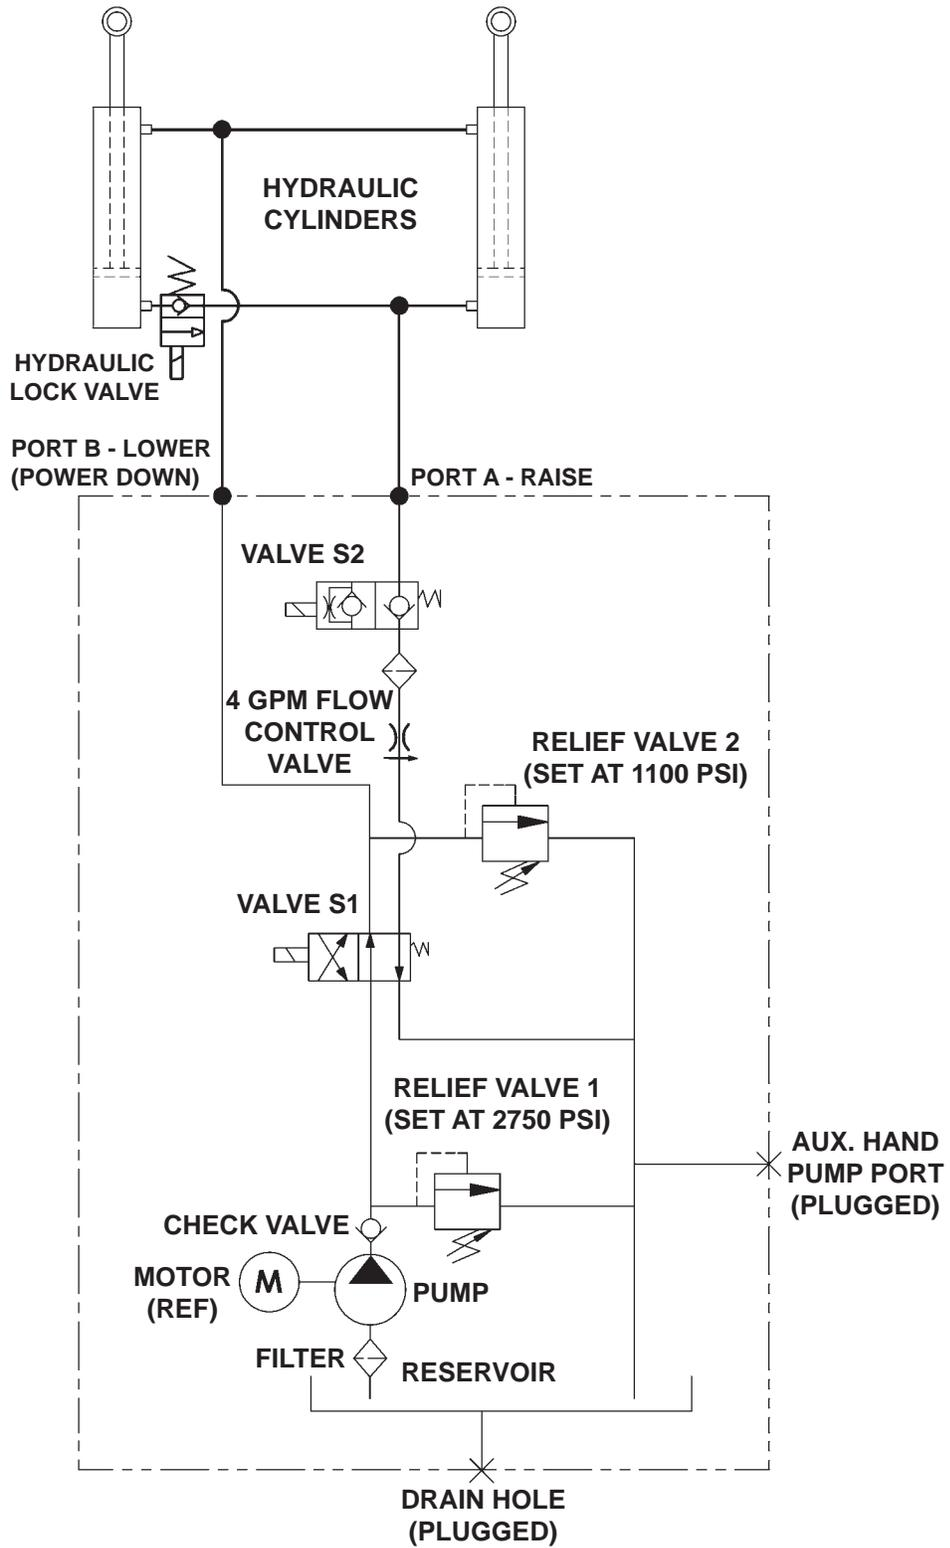 HYDRAULIC
CYLINDERS
HYDRAULIC
LOCK VALVE
PORT B - LOWER
(POWER DOWN)
PORT A - RAISE
VALVE S2
4 GPM FLOW
CONTROL
VALVE
RELIEF VALVE 2
(SET AT 1100 PSI)
VALVE S1
RELIEF VALVE 1
(SET AT 2750 PSI)
AUX. HAND
PUMP PORT
(PLUGGED)
CHECK VALVE
MOTOR
(REF)
M
PUMP
FILTER
RESERVOIR
DRAIN HOLE
(PLUGGED)